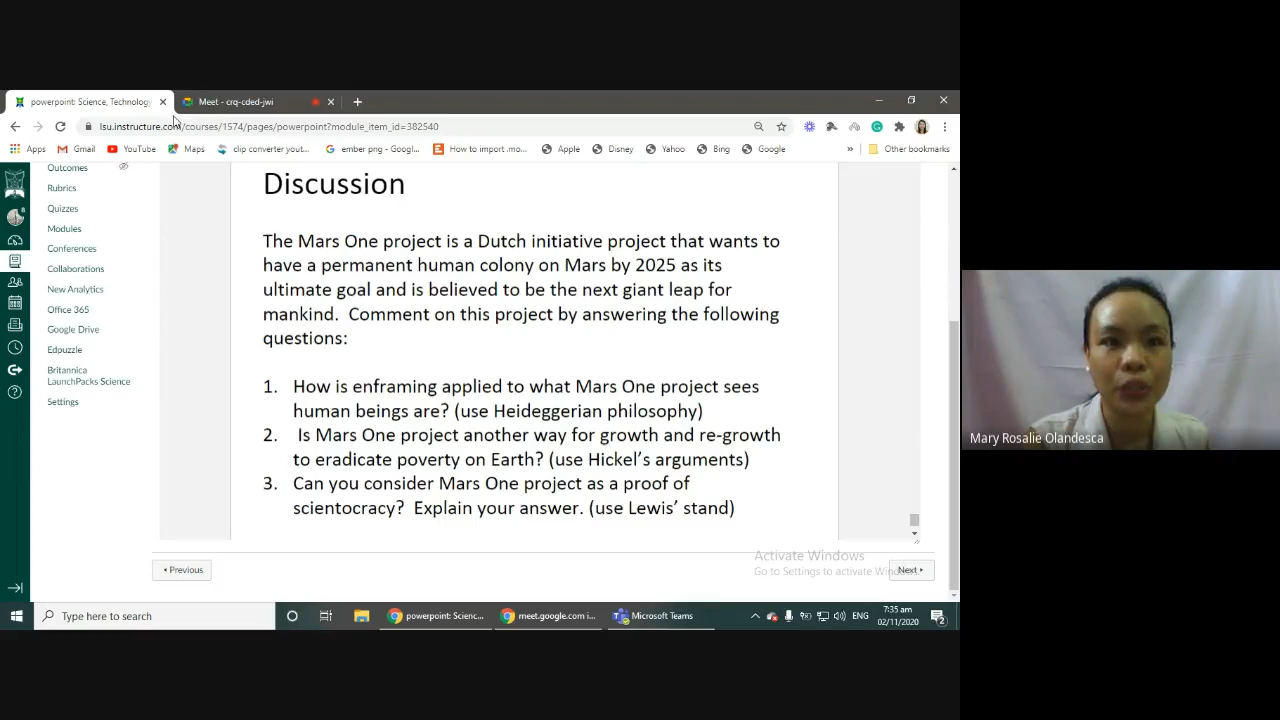 powerpoint: Science, Technology
Meet - crq-cded-jwi
lsu.instructure.com/courses/1574/pages/powerpoint?module_item_id=382540
Apps Gmail YouTube Maps clip converter yout... ember png - Googl... How to import .mo... Apple Disney Yahoo Bing Google » Other bookmarks
Outcomes
Rubrics
Quizzes
Modules
Conferences
Collaborations
New Analytics
Office 365
Google Drive
Edpuzzle
Britannica
LaunchPacks Science
Settings
Discussion
The Mars One project is a Dutch initiative project that wants to
have a permanent human colony on Mars by 2025 as its
ultimate goal and is believed to be the next giant leap for
mankind. Comment on this project by answering the following
questions:
1. How is enframing applied to what Mars One project sees
human beings are? (use Heideggerian philosophy)
2. Is Mars One project another way for growth and re-growth
to eradicate poverty on Earth? (use Hickel's arguments)
3. Can you consider Mars One project as a proof of
scientocracy? Explain your answer. (use Lewis' stand)
Activate Windows
Go to Settings to activate Windows.
Previous
Next
Mary Rosalie Olandesca
Type here to search
powerpoint: Scienc...
meet.google.com i...
Microsoft Teams
ENG
7:35 am
02/11/2020
2